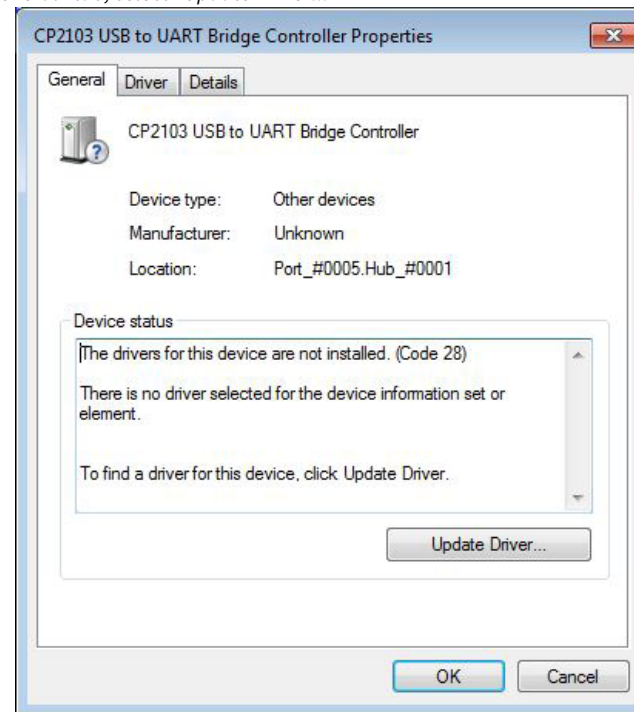 CP2103 USB to UART Bridge Controller Properties
General Driver Details
CP2103 USB to UART Bridge Controller
Device type: Other devices
Manufacturer: Unknown
Location: Port_#0005.Hub_#0001
Device status
The drivers for this device are not installed. (Code 28)
There is no driver selected for the device information set or
element.
To find a driver for this device, click Update Driver.
Update Driver...
OK Cancel